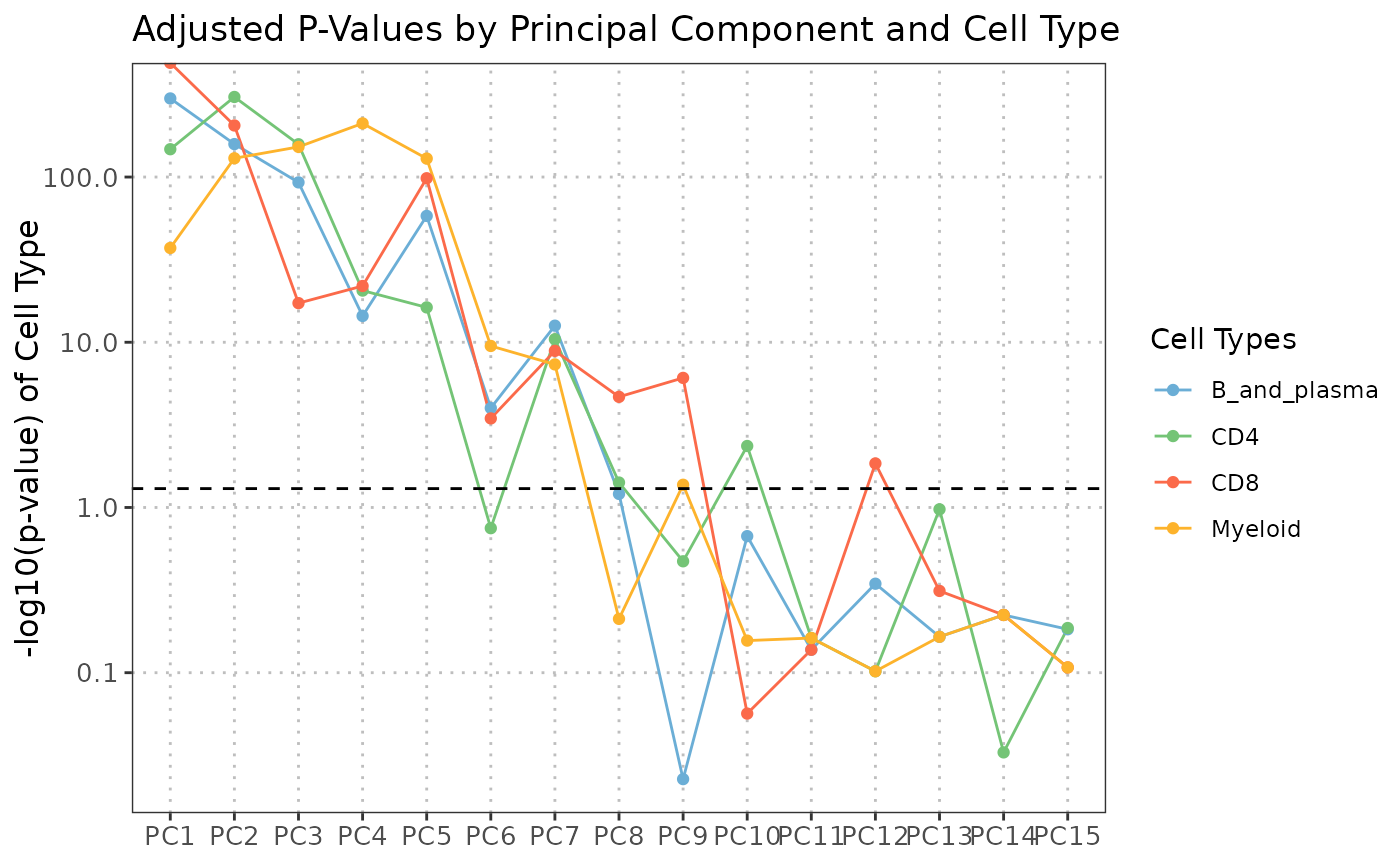 Adjusted P-Values by Principal Component and Cell Type
-log10(p-value) of Cell Type
100.0
10.0
1.0
0.1
PC1 PC2 PC3 PC4 PC5 PC6 PC7 PC8 PC9 PC10 PC11 PC12 PC13 PC14 PC15
Cell Types
B_and_plasma
CD4
CD8
Myeloid